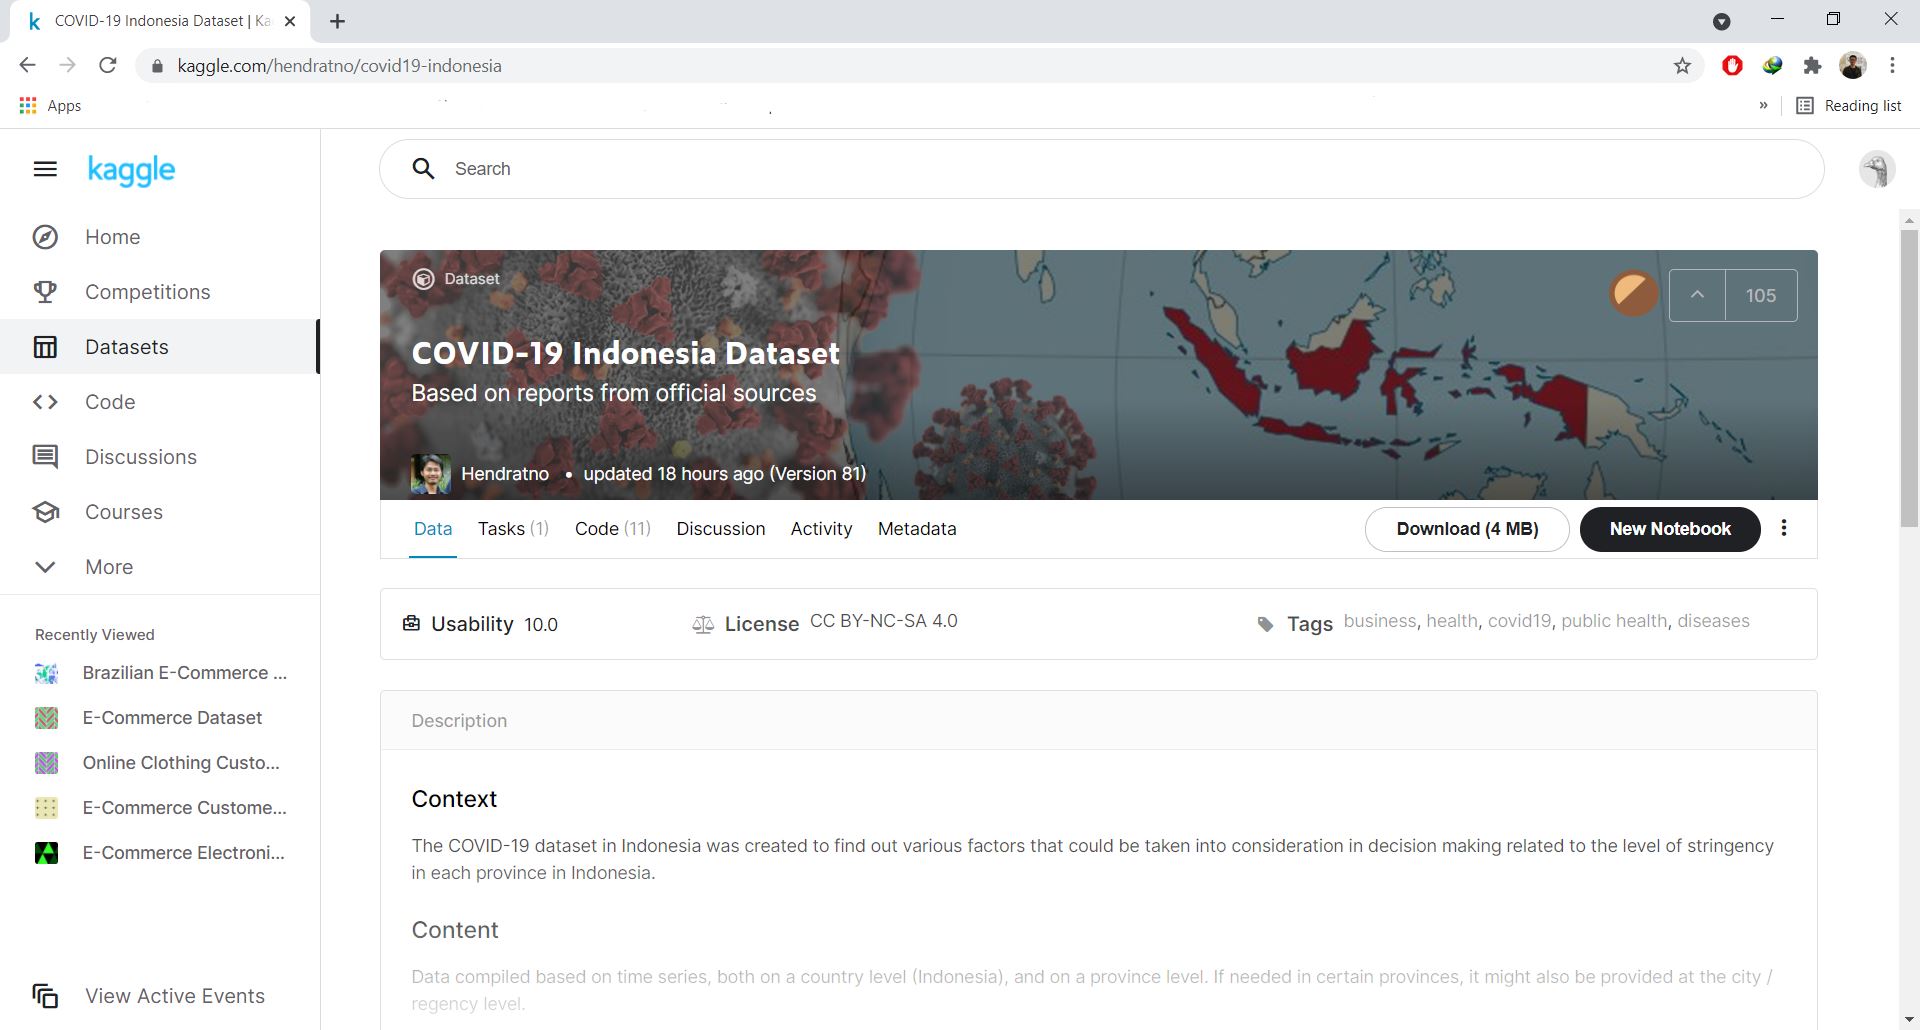 COVID-19 Indonesia Dataset | Ka
kaggle.com/hendratno/covid19-indonesia
Apps
Reading list
kaggle
Search
Home
Competitions
Datasets
Code
Discussions
Courses
More
Recently Viewed
Brazilian E-Commerce ...
E-Commerce Dataset
Online Clothing Custo...
E-Commerce Custome...
E-Commerce Electroni...
View Active Events
Dataset
105
COVID-19 Indonesia Dataset
Based on reports from official sources
Hendratno • updated 18 hours ago (Version 81)
Data Tasks (1) Code (11) Discussion Activity Metadata Download (4 MB) New Notebook
Usability 10.0 License CC BY-NC-SA 4.0 Tags business, health, covid19, public health, diseases
Description
Context
The COVID-19 dataset in Indonesia was created to find out various factors that could be taken into consideration in decision making related to the level of stringency
in each province in Indonesia.
Content
Data compiled based on time series, both on a country level (Indonesia), and on a province level. If needed in certain provinces, it might also be provided at the city /
regency level.